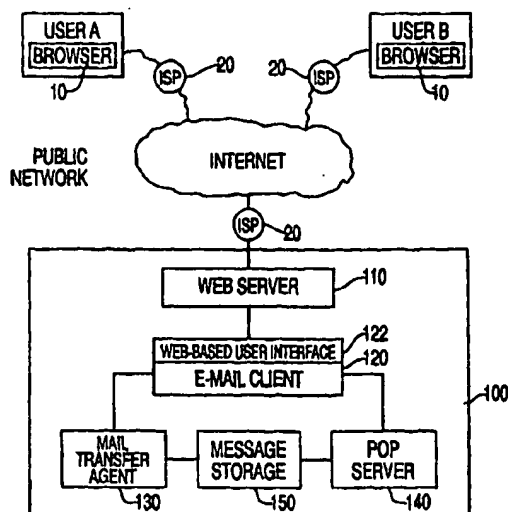 USER A
BROWSER
10
ISP
20
20
ISP
USER B
BROWSER
10
PUBLIC
NETWORK
INTERNET
ISP
20
WEB SERVER
110
WEB-BASED USER INTERFACE
122
E-MAIL CLIENT
120
100
MAIL
TRANSFER
AGENT
130
MESSAGE
STORAGE
150
POP
SERVER
140